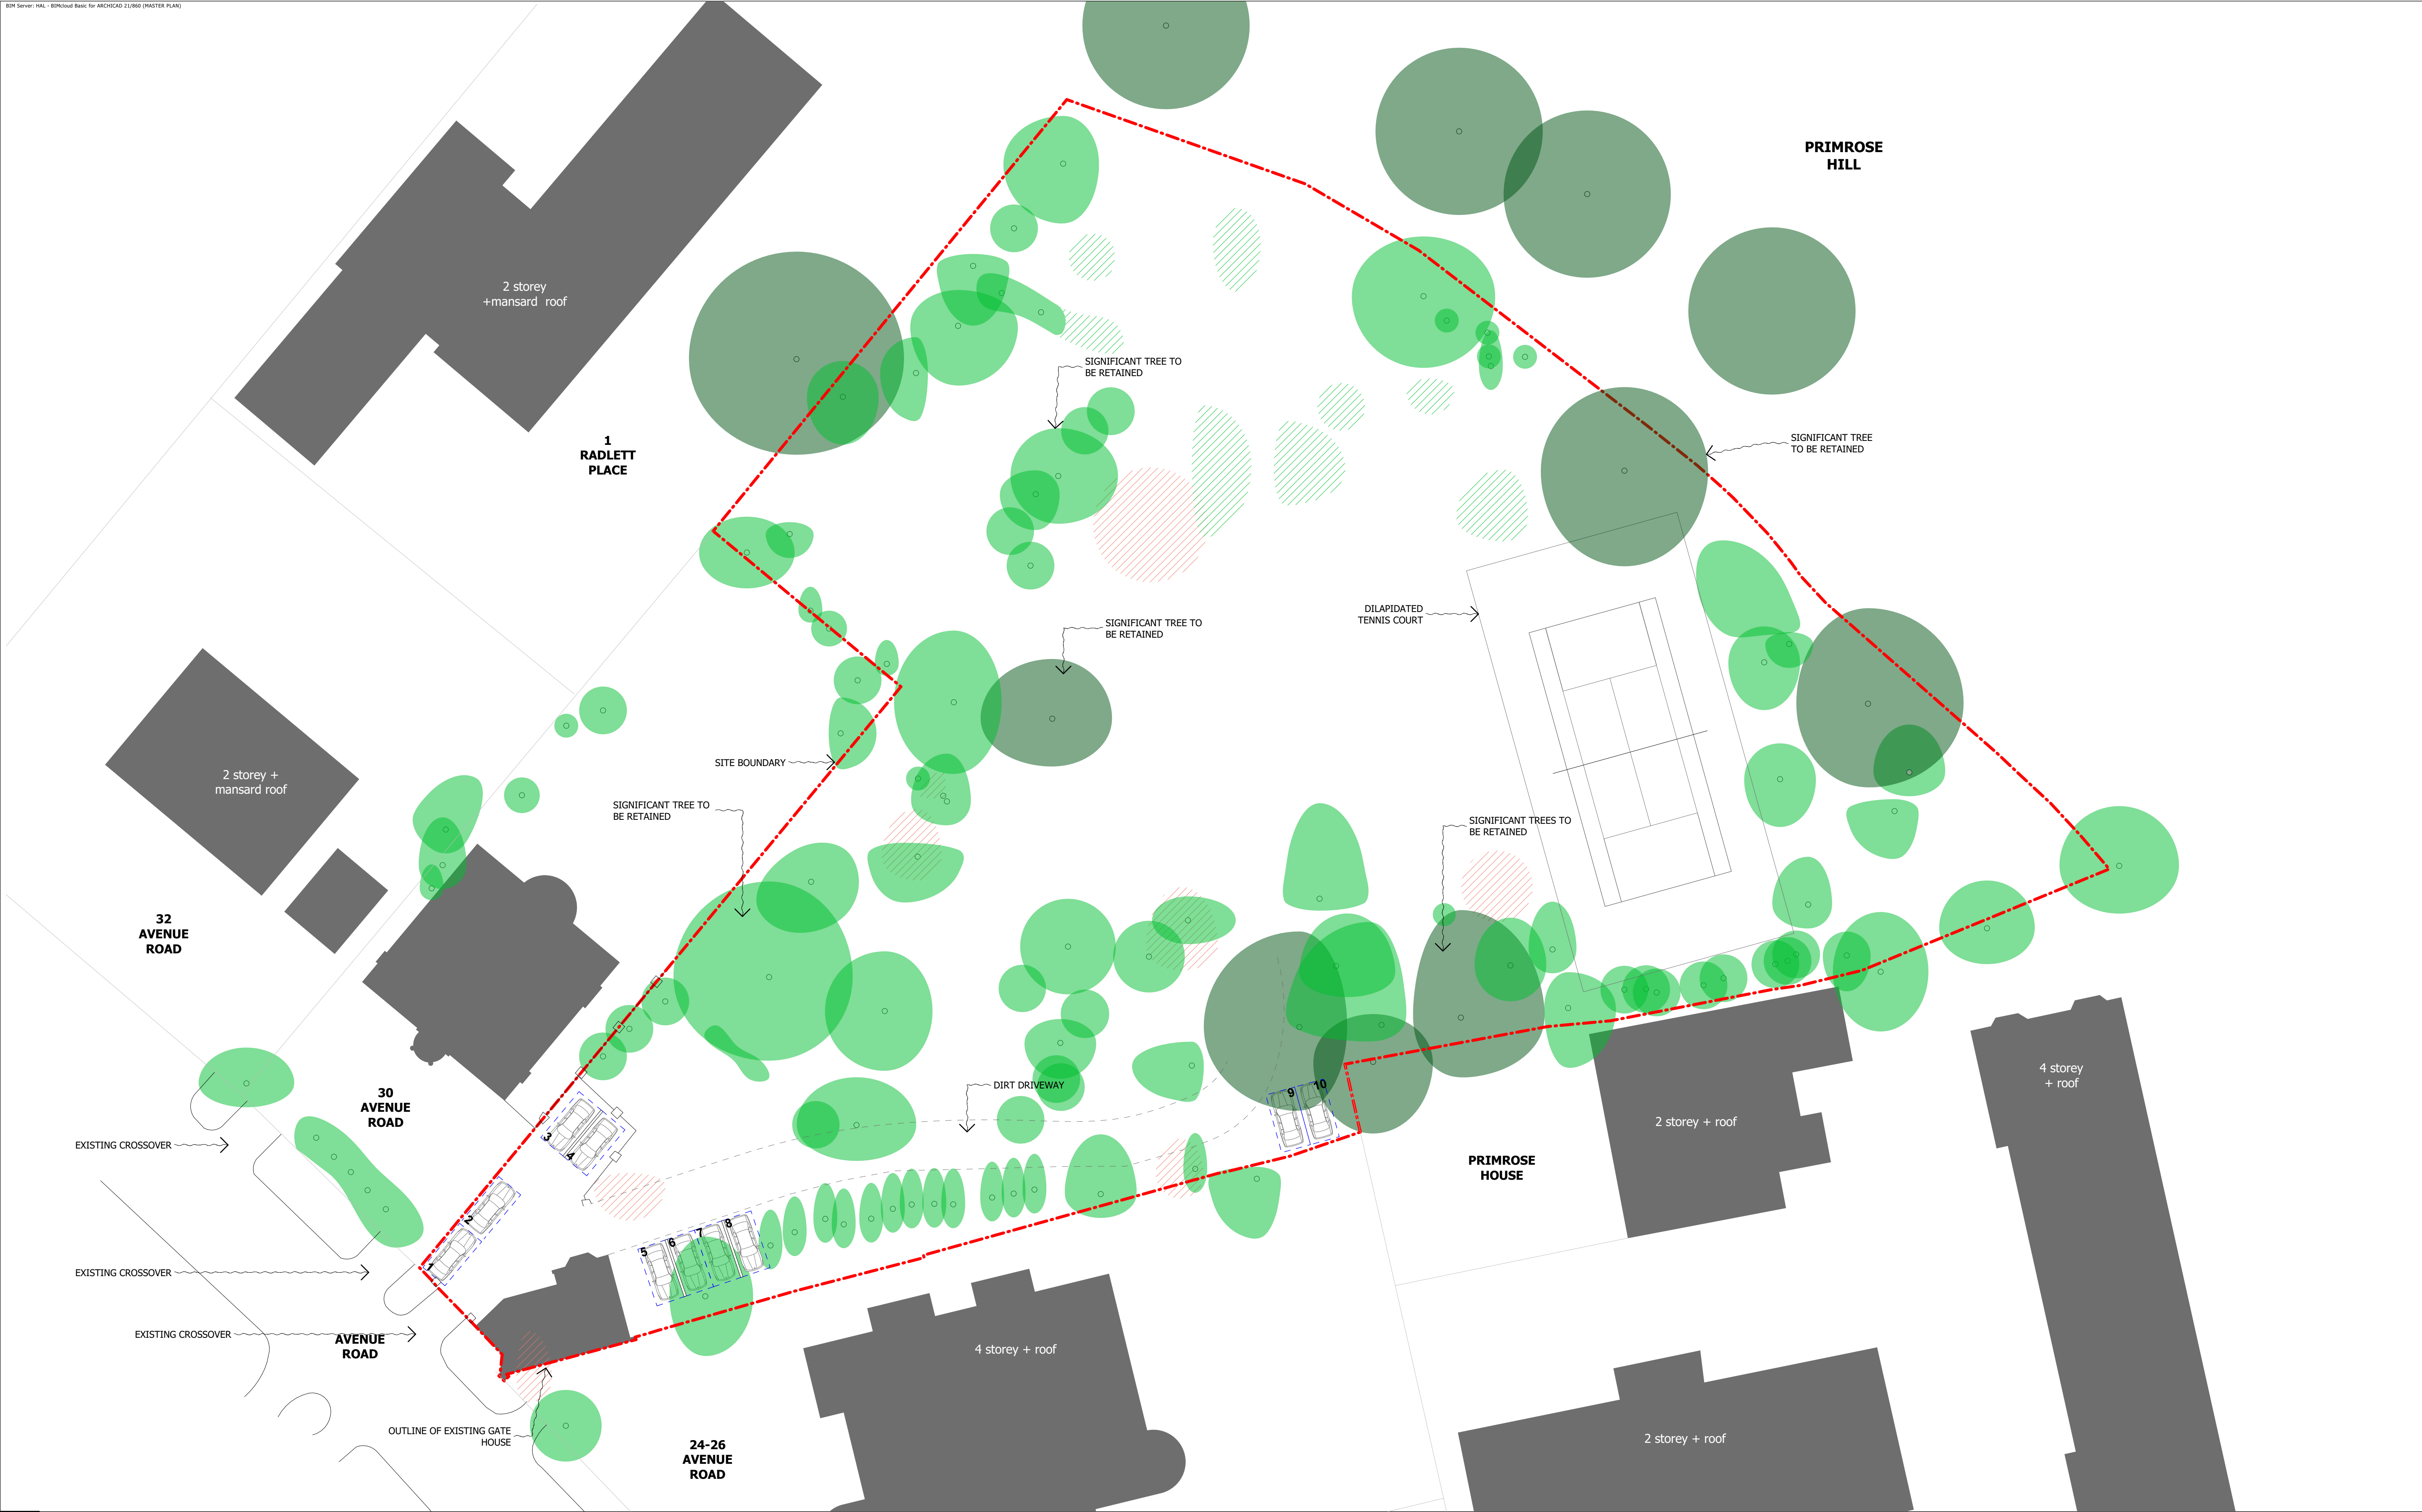 BIM Server: HAL - BIMcloud Basic for ARCHICAD 21/860 (MASTER PLAN)
PRIMROSE
HILL
2 storey
+mansard roof
SIGNIFICANT TREE TO
BE RETAINED
1
RADLETT
PLACE
SIGNIFICANT TREE
TO BE RETAINED
DILAPIDATED
TENNIS COURT
SIGNIFICANT TREE TO
BE RETAINED
SITE BOUNDARY
2 storey +
mansard roof
SIGNIFICANT TREE TO
BE RETAINED
SIGNIFICANT TREES TO
BE RETAINED
32
AVENUE
ROAD
4 storey
+ roof
DIRT DRIVEWAY
9
10
30
AVENUE
ROAD
2 storey + roof
3
4
EXISTING CROSSOVER
PRIMROSE
HOUSE
2
1
5
6
7
8
EXISTING CROSSOVER
EXISTING CROSSOVER
AVENUE
ROAD
4 storey + roof
OUTLINE OF EXISTING GATE
HOUSE
24-26
AVENUE
ROAD
2 storey + roof